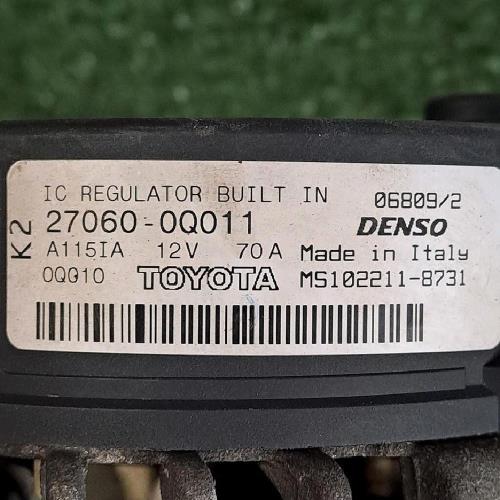 IC REGULATOR BUILT IN 06809/2
K2 27060-0Q011 DENSO
A115IA 12V 70A Made in Italy
0QG10 TOYOTA MS102211-8731